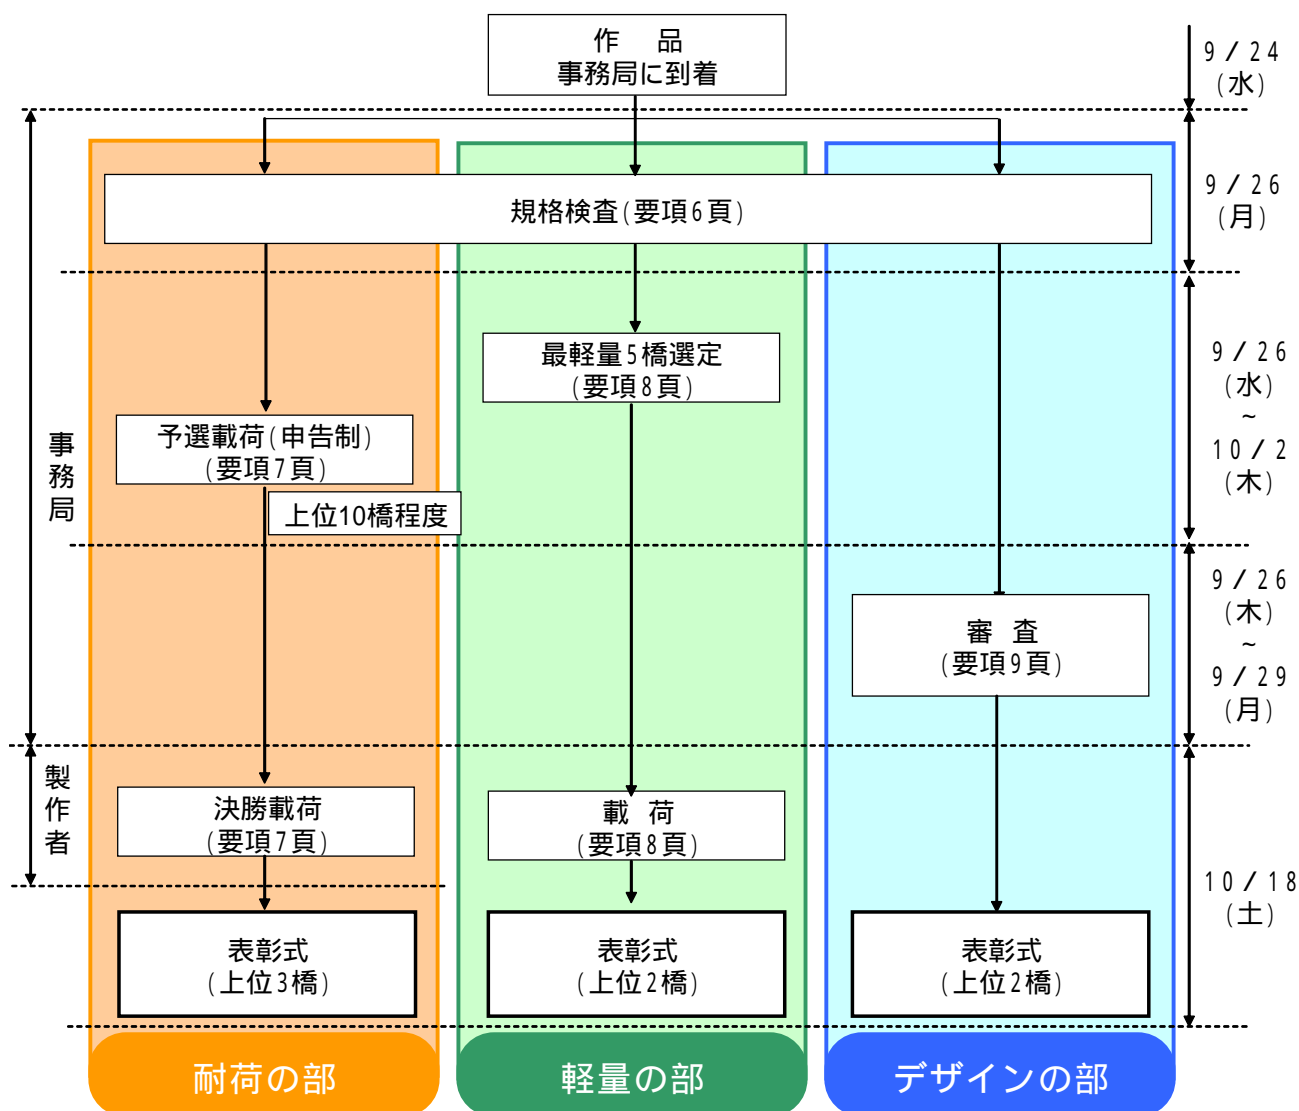 作 品
事務局に到着
9/24
(水)
規格検査(要項6頁)
9/26
(月)
最軽量5橋選定
(要項8頁)
予選載荷(申告制)
(要項7頁)
上位10橋程度
9/26
(水)
~
10/2
(木)
事務局
審 査
(要項9頁)
9/26
(木)
~
9/29
(月)
製作者
決勝載荷
(要項7頁)
載 荷
(要項8頁)
10/18
(土)
表彰式
(上位3橋)
表彰式
(上位2橋)
表彰式
(上位2橋)
耐荷の部
軽量の部
デザインの部